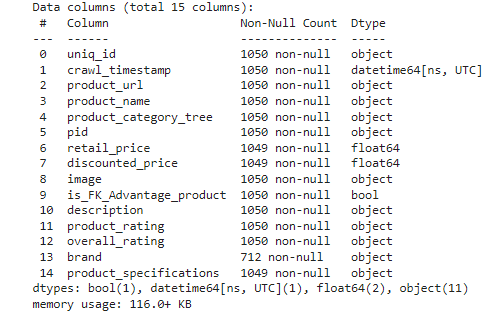 Data columns (total 15 columns):
 #   Column                   Non-Null Count  Dtype
---  ------                   --------------  -----
 0   uniq_id                  1050 non-null   object
 1   crawl_timestamp          1050 non-null   datetime64[ns, UTC]
 2   product_url              1050 non-null   object
 3   product_name             1050 non-null   object
 4   product_category_tree    1050 non-null   object
 5   pid                      1050 non-null   object
 6   retail_price             1049 non-null   float64
 7   discounted_price         1049 non-null   float64
 8   image                    1050 non-null   object
 9   is_FK_Advantage_product  1050 non-null   bool
 10  description              1050 non-null   object
 11  product_rating           1050 non-null   object
 12  overall_rating           1050 non-null   object
 13  brand                    712 non-null    object
 14  product_specifications   1049 non-null   object
dtypes: bool(1), datetime64[ns, UTC](1), float64(2), object(11)
memory usage: 116.0+ KB